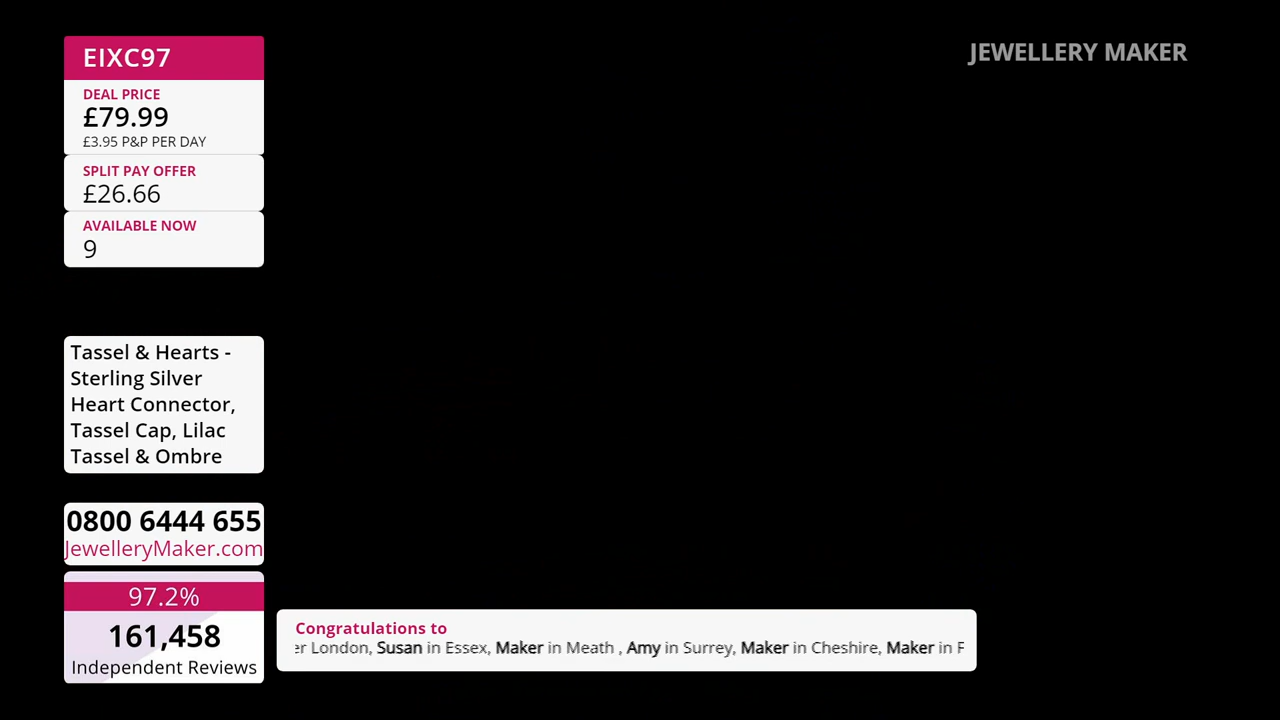 EIXC97
DEAL PRICE
£79.99
£3.95 P&P PER DAY
SPLIT PAY OFFER
£26.66
AVAILABLE NOW
9
Tassel & Hearts -
Sterling Silver
Heart Connector,
Tassel Cap, Lilac
Tassel & Ombre
0800 6444 655
JewelleryMaker.com
97.2%
161,458
Independent Reviews
JEWELLERY MAKER
Congratulations to
er London, Susan in Essex, Maker in Meath , Amy in Surrey, Maker in Cheshire, Maker in